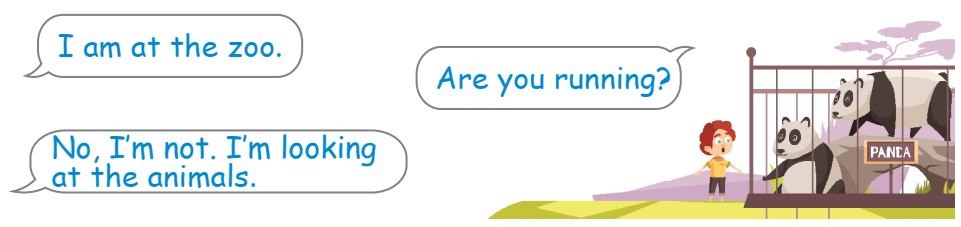 I am at the zoo.
Are you running?
No, I'm not. I'm looking
at the animals.
PANDA